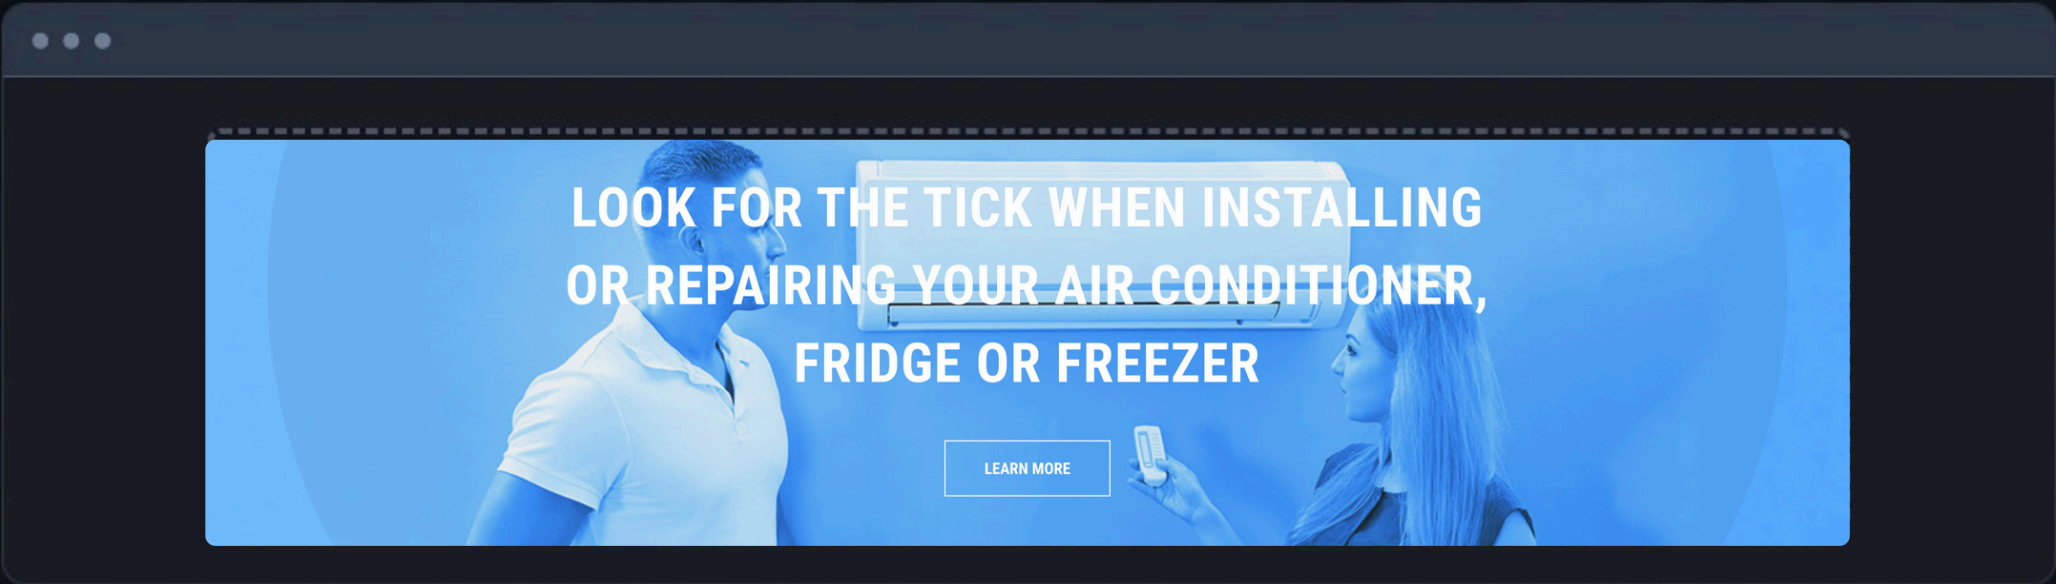 LOOK FOR THE TICK WHEN INSTALLING
OR REPAIRING YOUR AIR CONDITIONER,
FRIDGE OR FREEZER
LEARN MORE